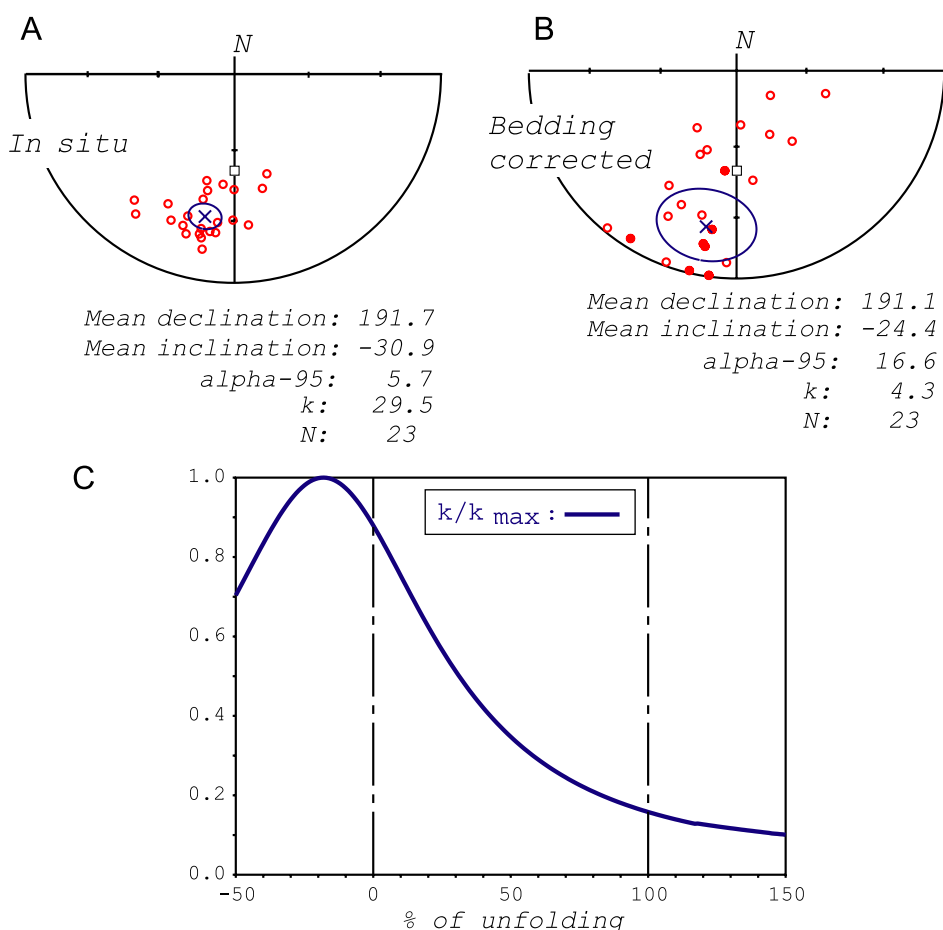 A
N
In situ
Mean declination: 191.7
Mean inclination: -30.9
alpha-95: 5.7
k: 29.5
N: 23
B
N
Bedding
corrected
Mean declination: 191.1
Mean inclination: -24.4
alpha-95: 16.6
k: 4.3
N: 23
C
k/k max :
1.0
0.8
0.6
0.4
0.2
0.0
-50 0 50 100 150
% of unfolding